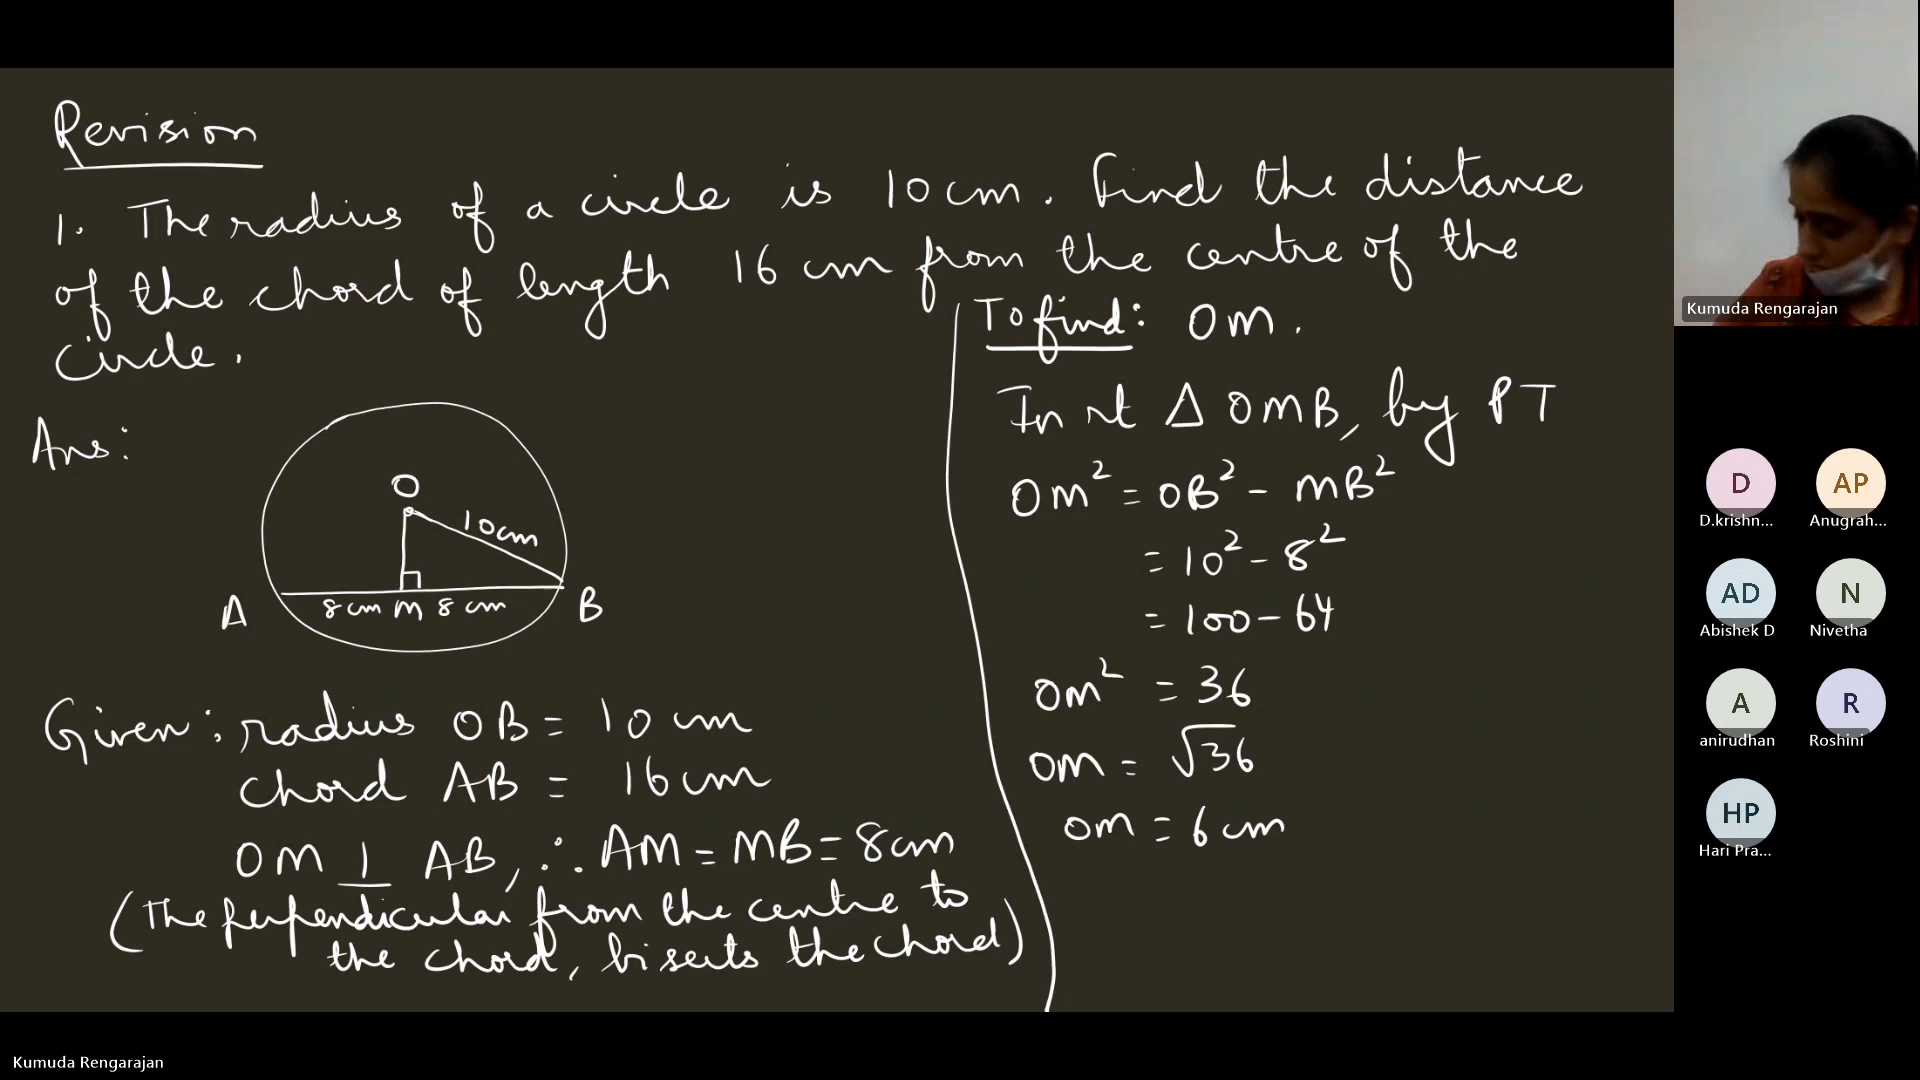 Revision
1. The radius of a circle is 10 cm. Find the distance
of the chord of length 16 cm from the centre of the
circle.
Ans:
O
10cm
A 8 cm M 8 cm B
Given: radius OB = 10 cm
chord AB = 16 cm
OM ⊥ AB, ∴ AM = MB = 8cm
(The perpendicular from the centre to
the chord, bisects the chord)
To find: OM.
In rt Δ OMB, by PT
OM² = OB² - MB²
= 10² - 8²
= 100 - 64
OM² = 36
OM = √36
OM = 6 cm
Kumuda Rengarajan
D AP
D.krishn... Anugrah...
AD N
Abishek D Nivetha
A R
anirudhan Roshini
HP
Hari Pra...
Kumuda Rengarajan